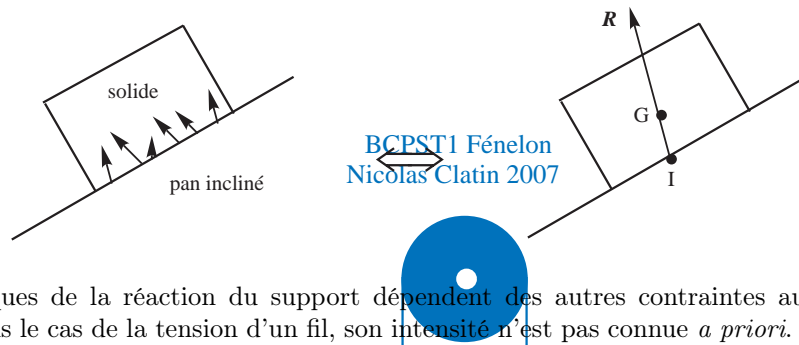 R
solide
G
BCPST1 Fénelon
Nicolas Clatin 2007
pan incliné
I
ques de la réaction du support dépendent des autres contraintes au
s le cas de la tension d'un fil, son intensité n'est pas connue a priori.